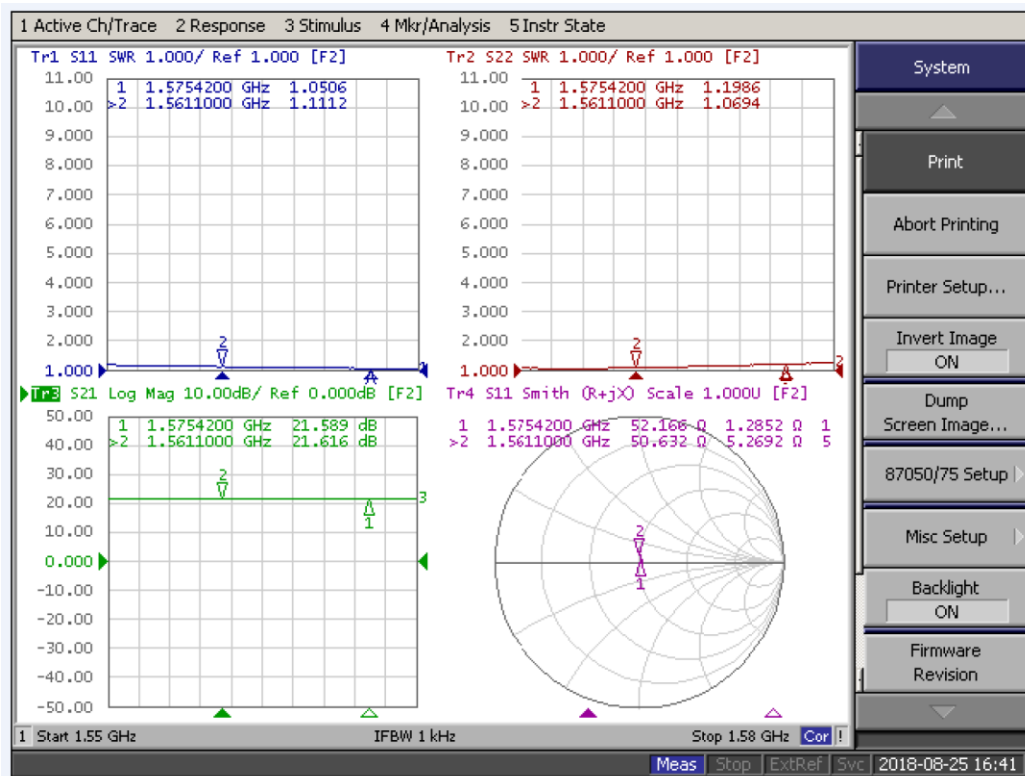 1 Active Ch/Trace 2 Response 3 Stimulus 4 Mkr/Analysis 5 Instr State
Tr1 S11 SWR 1.000/ Ref 1.000 [F2]
11.00
1 1.5754200 GHz 1.0506
10.00
>2 1.5611000 GHz 1.1112
9.000
8.000
7.000
6.000
5.000
4.000
3.000
2.000
2
1.000
1
Tr2 S22 SWR 1.000/ Ref 1.000 [F2]
11.00
1 1.5754200 GHz 1.1986
10.00
>2 1.5611000 GHz 1.0694
9.000
8.000
7.000
6.000
5.000
4.000
3.000
2.000
2
2
1.000
Tr3 S21 Log Mag 10.00dB/ Ref 0.000dB [F2]
50.00
1 1.5754200 GHz 21.589 dB
40.00
>2 1.5611000 GHz 21.616 dB
30.00
2
20.00
3
10.00
1
0.000
-10.00
-20.00
-30.00
-40.00
-50.00
Tr4 S11 Smith (R+jX) Scale 1.000U [F2]
1 1.5754200 GHz 52.166 Ω 1.2852 Ω 1
>2 1.5611000 GHz 50.632 Ω 5.2692 Ω 5
2
1
1 Start 1.55 GHz IFBW 1 kHz Stop 1.58 GHz Cor !
Meas Stop ExtRef Svc 2018-08-25 16:41
System
Print
Abort Printing
Printer Setup...
Invert Image
ON
Dump
Screen Image...
87050/75 Setup
Misc Setup
Backlight
ON
Firmware
Revision